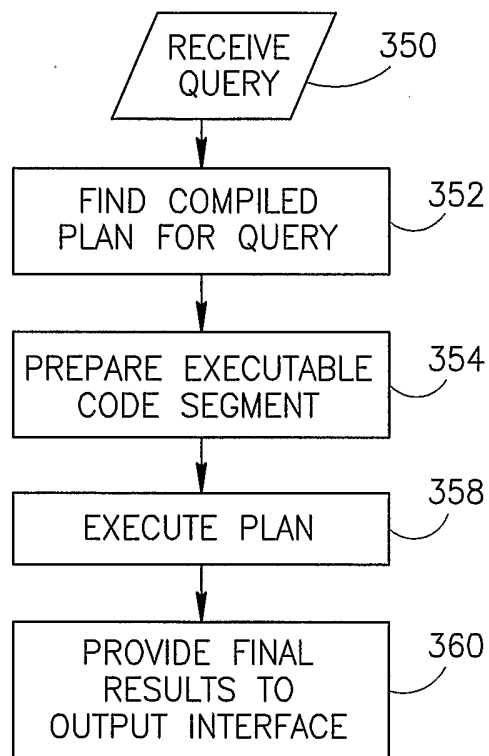 RECEIVE
QUERY
350
FIND COMPILED
PLAN FOR QUERY
352
PREPARE EXECUTABLE
CODE SEGMENT
354
EXECUTE PLAN
358
PROVIDE FINAL
RESULTS TO
OUTPUT INTERFACE
360